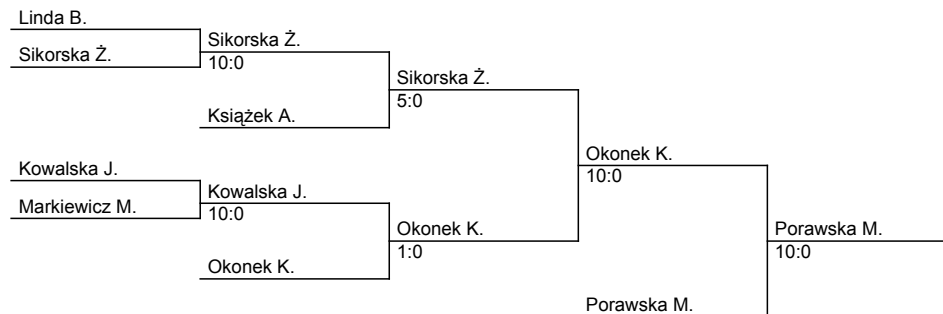 Linda B.
Sikorska Ż.
Sikorska Ż.
10:0
Sikorska Ż.
5:0
Książek A.
Okonek K.
10:0
Kowalska J.
Kowalska J.
Markiewicz M.
10:0
Okonek K.
1:0
Porawska M.
10:0
Okonek K.
Porawska M.